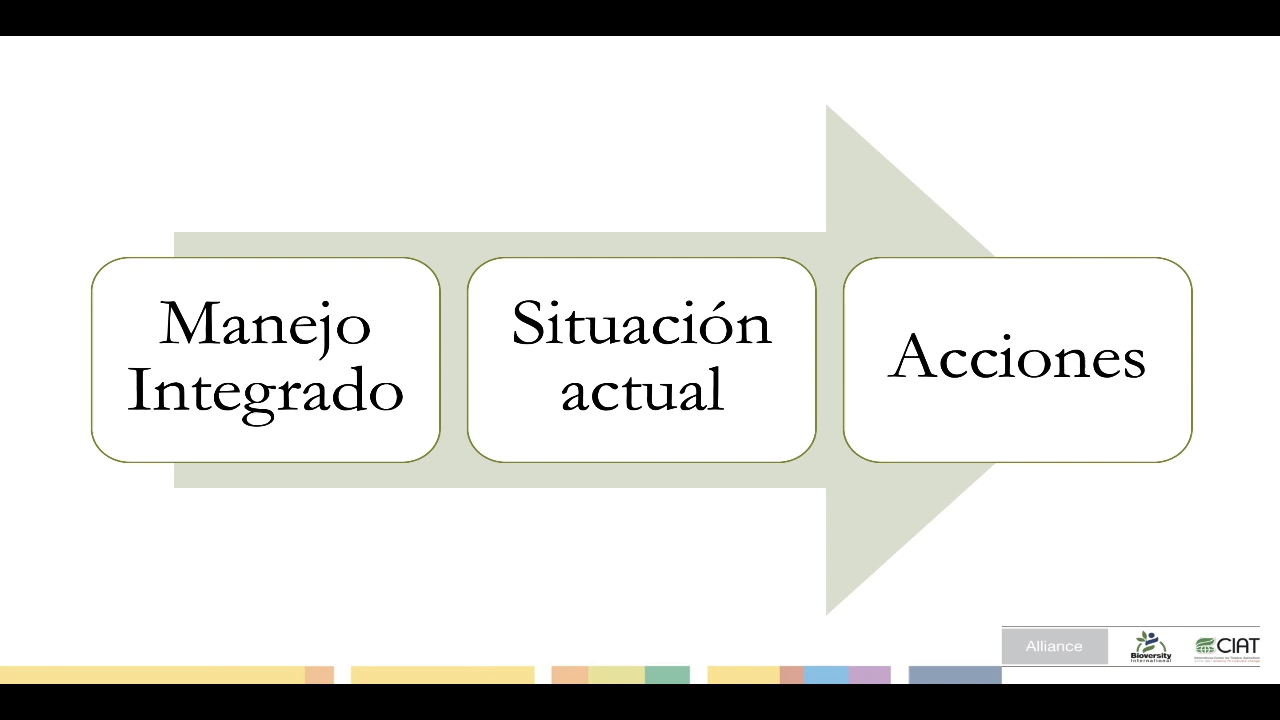 Manejo
Integrado
Situación
actual
Acciones
Alliance
Bioversity
International
CIAT